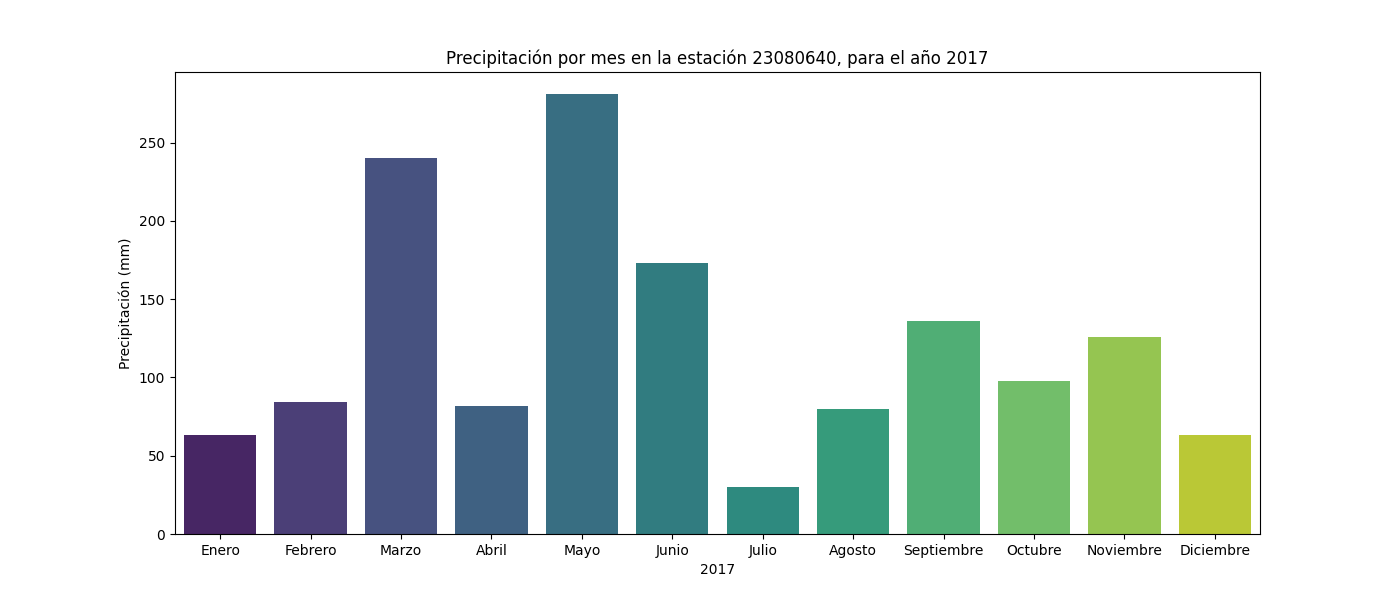 Precipitación por mes en la estación 23080640, para el año 2017
Precipitación (mm)
250
200
150
100
50
0
Enero Febrero Marzo Abril Mayo Junio Julio Agosto Septiembre Octubre Noviembre Diciembre
2017